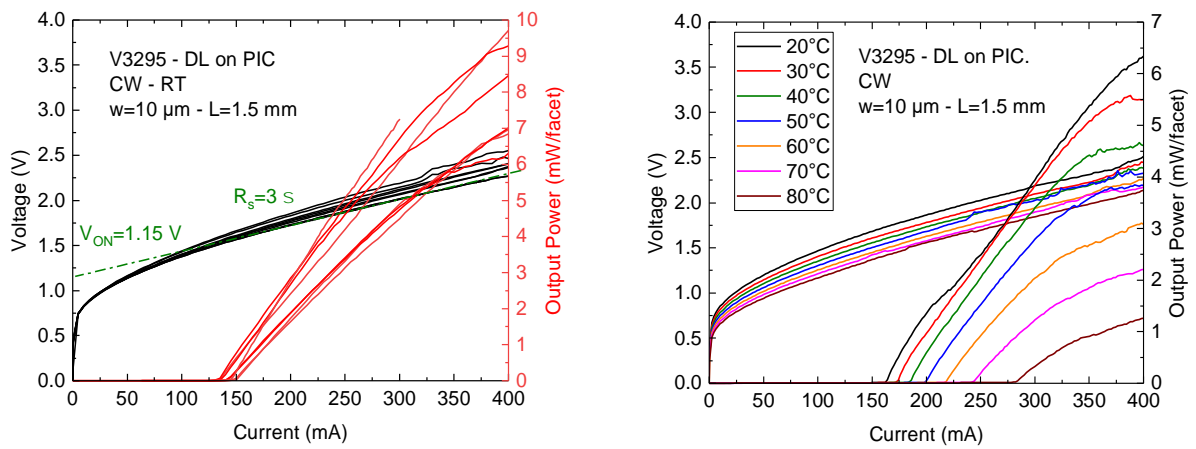 V3295 - DL on PIC
CW - RT
w=10 µm - L=1.5 mm
R_S=3 S
V_ON=1.15 V
Voltage (V)
4.0
3.5
3.0
2.5
2.0
1.5
1.0
0.5
0.0
0 50 100 150 200 250 300 350 400
Current (mA)
10
9
8
7
6
5
4
3
2
1
0
Output Power (mW/facet)
20°C
30°C
40°C
50°C
60°C
70°C
80°C
V3295 - DL on PIC.
CW
w=10 µm - L=1.5 mm
Voltage (V)
4.0
3.5
3.0
2.5
2.0
1.5
1.0
0.5
0.0
0 50 100 150 200 250 300 350 400
Current (mA)
7
6
5
4
3
2
1
0
Output Power (mW/facet)